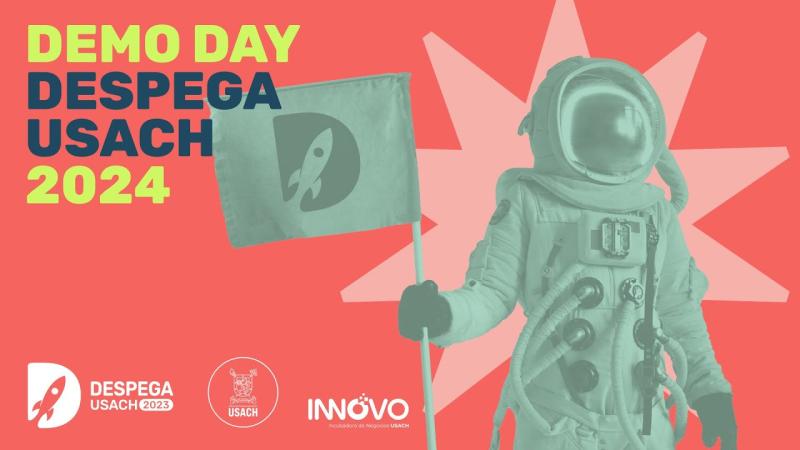 DEMO DAY
DESPEGA
USACH
2024
DESPEGA
USACH 2023
USACH
INNOVO
Incubadora de Negocios USACH